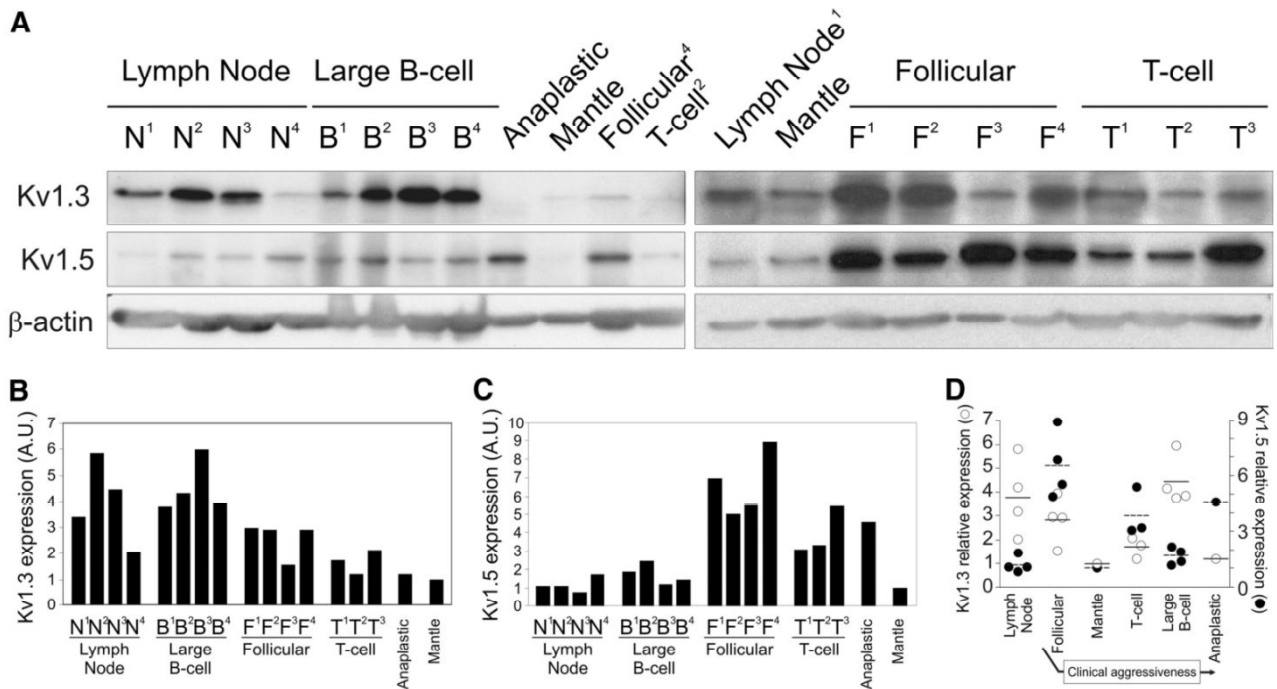 A
Lymph Node Large B-cell Anaplastic Mantle Follicular⁴ T-cell² Lymph Node¹ Mantle Follicular T-cell
N¹ N² N³ N⁴ B¹ B² B³ B⁴ F¹ F² F³ F⁴ T¹ T² T³
Kv1.3
Kv1.5
β-actin
B
Kv1.3 expression (A.U.)
7
6
5
4
3
2
1
0
N¹N²N³N⁴ B¹B²B³B⁴ F¹F²F³F⁴ T¹T²T³
Lymph Node
Large B-cell
Follicular
T-cell
Anaplastic
Mantle
C
Kv1.5 expression (A.U.)
10
9
8
7
6
5
4
3
2
1
0
N¹N²N³N⁴ B¹B²B³B⁴ F¹F²F³F⁴ T¹T²T³
Lymph Node
Large B-cell
Follicular
T-cell
Anaplastic
Mantle
D
Kv1.3 relative expression (○)
7
6
5
4
3
2
1
0
Kv1.5 relative expression (●)
9
6
3
0
Lymph Node
Follicular
Mantle
T-cell
Large B-cell
Anaplastic
Clinical aggressiveness